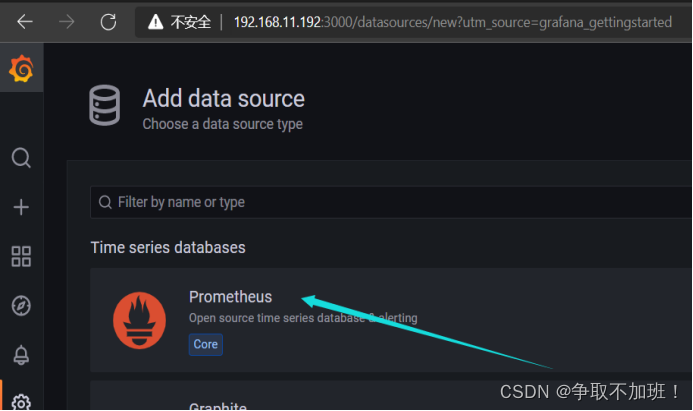 不安全 | 192.168.11.192:3000/datasources/new?utm_source=grafana_gettingstarted
Add data source
Choose a data source type
Filter by name or type
Time series databases
Prometheus
Open source time series database & alerting
Core
Graphite
CSDN @争取不加班！